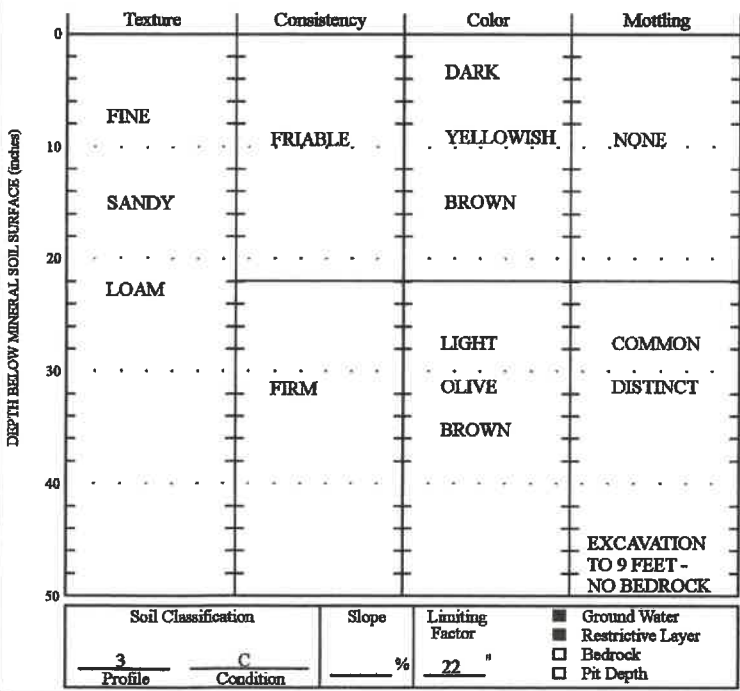 Texture Consistency Color Mottling
0
DARK
FINE
FRIABLE YELLOWISH NONE
10
SANDY BROWN
20
LOAM
LIGHT COMMON
30
FIRM OLIVE DISTINCT
BROWN
40
EXCAVATION
TO 9 FEET -
NO BEDROCK
50
DEPTH BELOW MINERAL SOIL SURFACE (inches)
Soil Classification
3 C
Profile Condition
Slope
%
Limiting
Factor
22 "
Ground Water
Restrictive Layer
Bedrock
Pit Depth